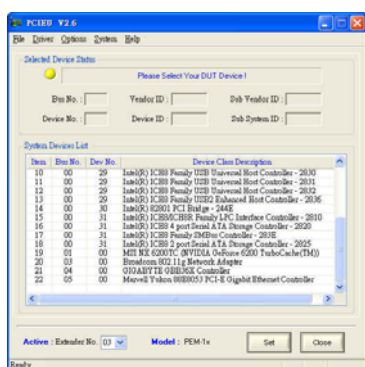 PCIEU V2.6
File Driver Options System Help
Selected Device Status
Please Select Your DUT Device !
Bus No. : Vendor ID : Sub Vendor ID :
Device No. : Device ID : Sub System ID :
System Devices List
Item Bus No. Dev No. Device Class Description
10 00 29 Intel(R) ICH8 Family USB Universal Host Controller - 2830
11 00 29 Intel(R) ICH8 Family USB Universal Host Controller - 2831
12 00 29 Intel(R) ICH8 Family USB Universal Host Controller - 2832
13 00 29 Intel(R) ICH8 Family USB2 Enhanced Host Controller - 2836
14 00 30 Intel(R) 82801 PCI Bridge - 244E
15 00 31 Intel(R) ICH8/ICH8R Family LPC Interface Controller - 2810
16 00 31 Intel(R) ICH8 4 port Serial ATA Storage Controller - 2820
17 00 31 Intel(R) ICH8 Family SMBus Controller - 283E
18 00 31 Intel(R) ICH8 2 port Serial ATA Storage Controller - 2825
19 01 00 MSI NX 6200TC (NVIDIA GeForce 6200 TurboCache(TM))
20 03 00 Broadcom 802.11g Network Adapter
21 04 00 GIGABYTE GBB36X Controller
22 05 00 Marvell Yukon 88E8053 PCI-E Gigabit Ethernet Controller
Active : Extender No. 03 Model : PEM-1x Set Close
Ready